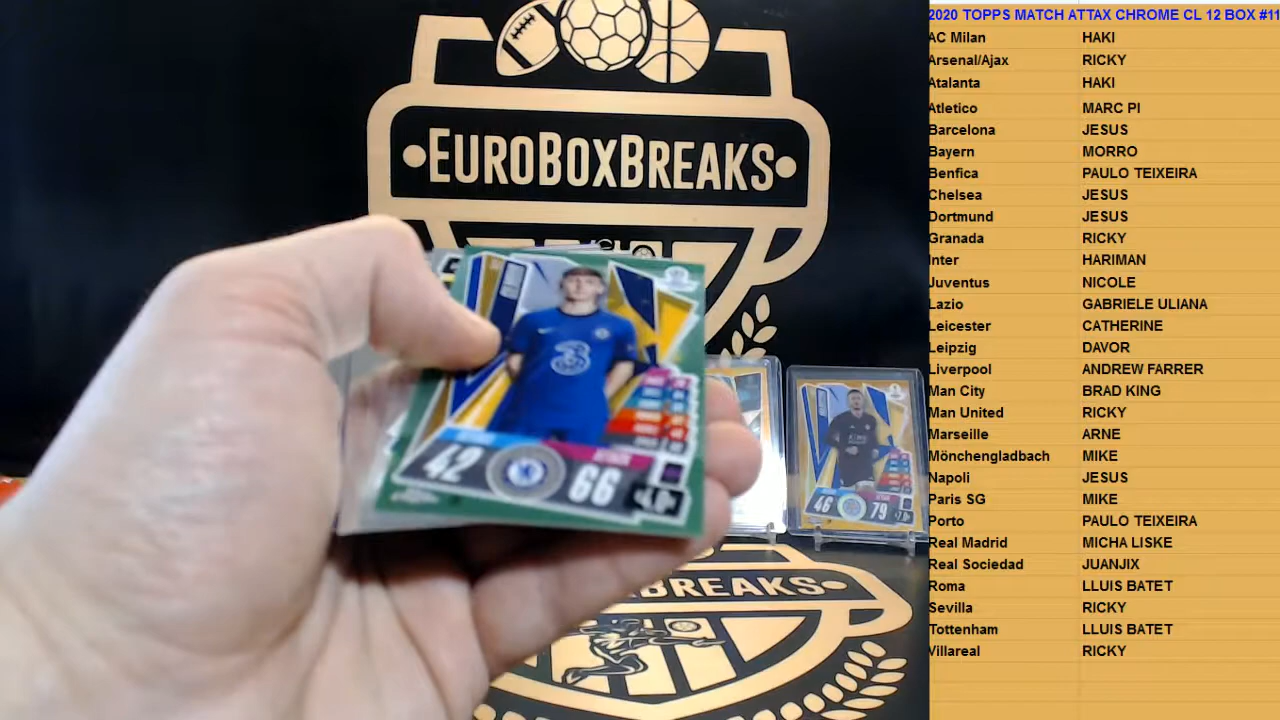 EUROBOXBREAKS
42
66
46
79
XBREAKS
2020 TOPPS MATCH ATTAX CHROME CL 12 BOX #11
AC Milan HAKI
Arsenal/Ajax RICKY
Atalanta HAKI
Atletico MARC PI
Barcelona JESUS
Bayern MORRO
Benfica PAULO TEIXEIRA
Chelsea JESUS
Dortmund JESUS
Granada RICKY
Inter HARIMAN
Juventus NICOLE
Lazio GABRIELE ULIANA
Leicester CATHERINE
Leipzig DAVOR
Liverpool ANDREW FARRER
Man City BRAD KING
Man United RICKY
Marseille ARNE
Mönchengladbach MIKE
Napoli JESUS
Paris SG MIKE
Porto PAULO TEIXEIRA
Real Madrid MICHA LISKE
Real Sociedad JUANJIX
Roma LLUIS BATET
Sevilla RICKY
Tottenham LLUIS BATET
Villareal RICKY